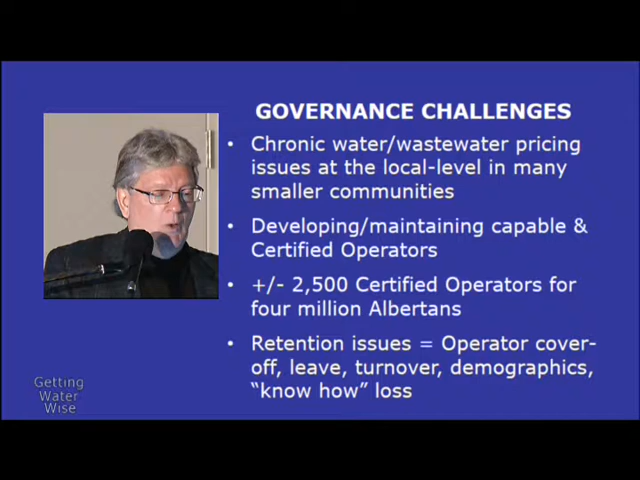 GOVERNANCE CHALLENGES
• Chronic water/wastewater pricing
issues at the local-level in many
smaller communities
• Developing/maintaining capable &
Certified Operators
• +/- 2,500 Certified Operators for
four million Albertans
• Retention issues = Operator cover-
off, leave, turnover, demographics,
“know how” loss
Getting
Water
Wise